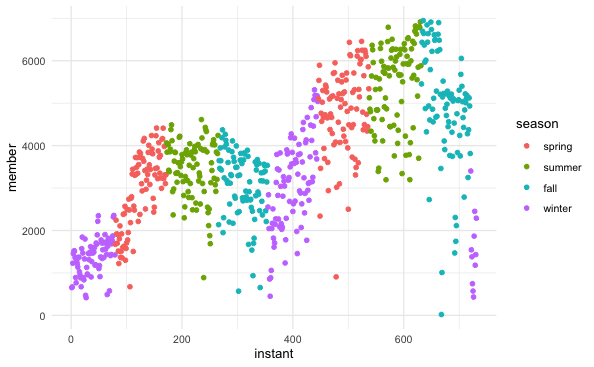 member
6000
4000
2000
0
0
200
400
600
instant
season
spring
summer
fall
winter